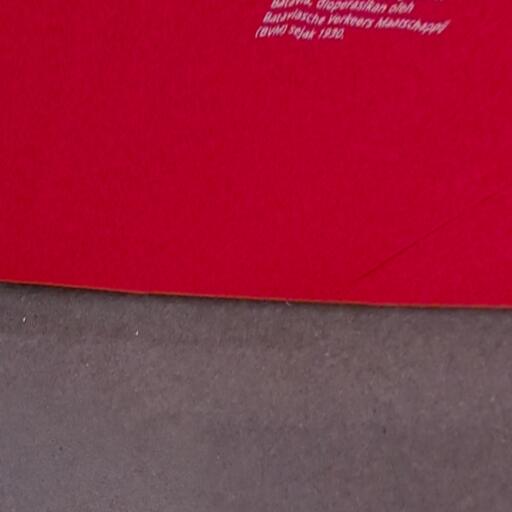 Batavia, dioperasikan oleh
Bataviasche Verkeers Maatschappij
(BVM) sejak 1930.